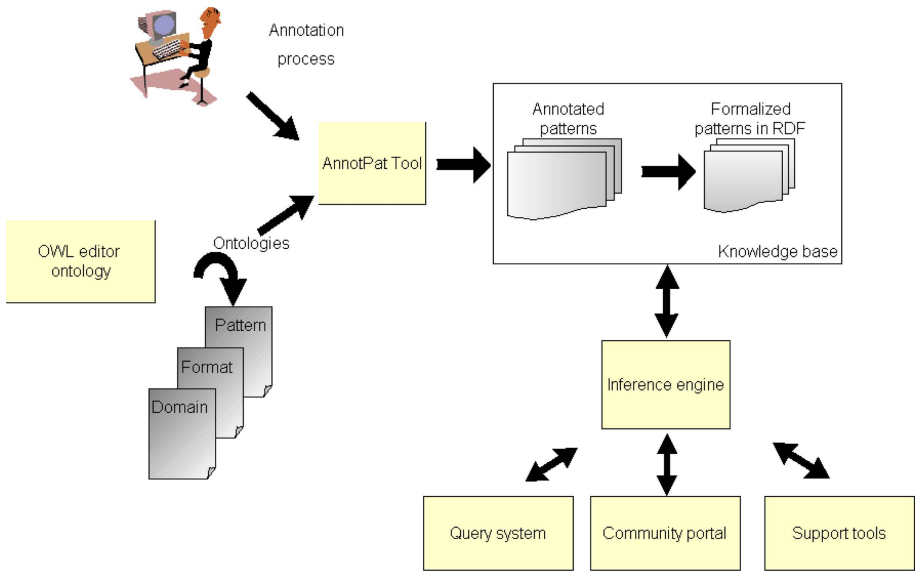 Annotation
process
AnnotPat Tool
Annotated
patterns
Formalized
patterns in RDF
Knowledge base
OWL editor
ontology
Ontologies
Pattern
Format
Domain
Inference engine
Query system
Community portal
Support tools